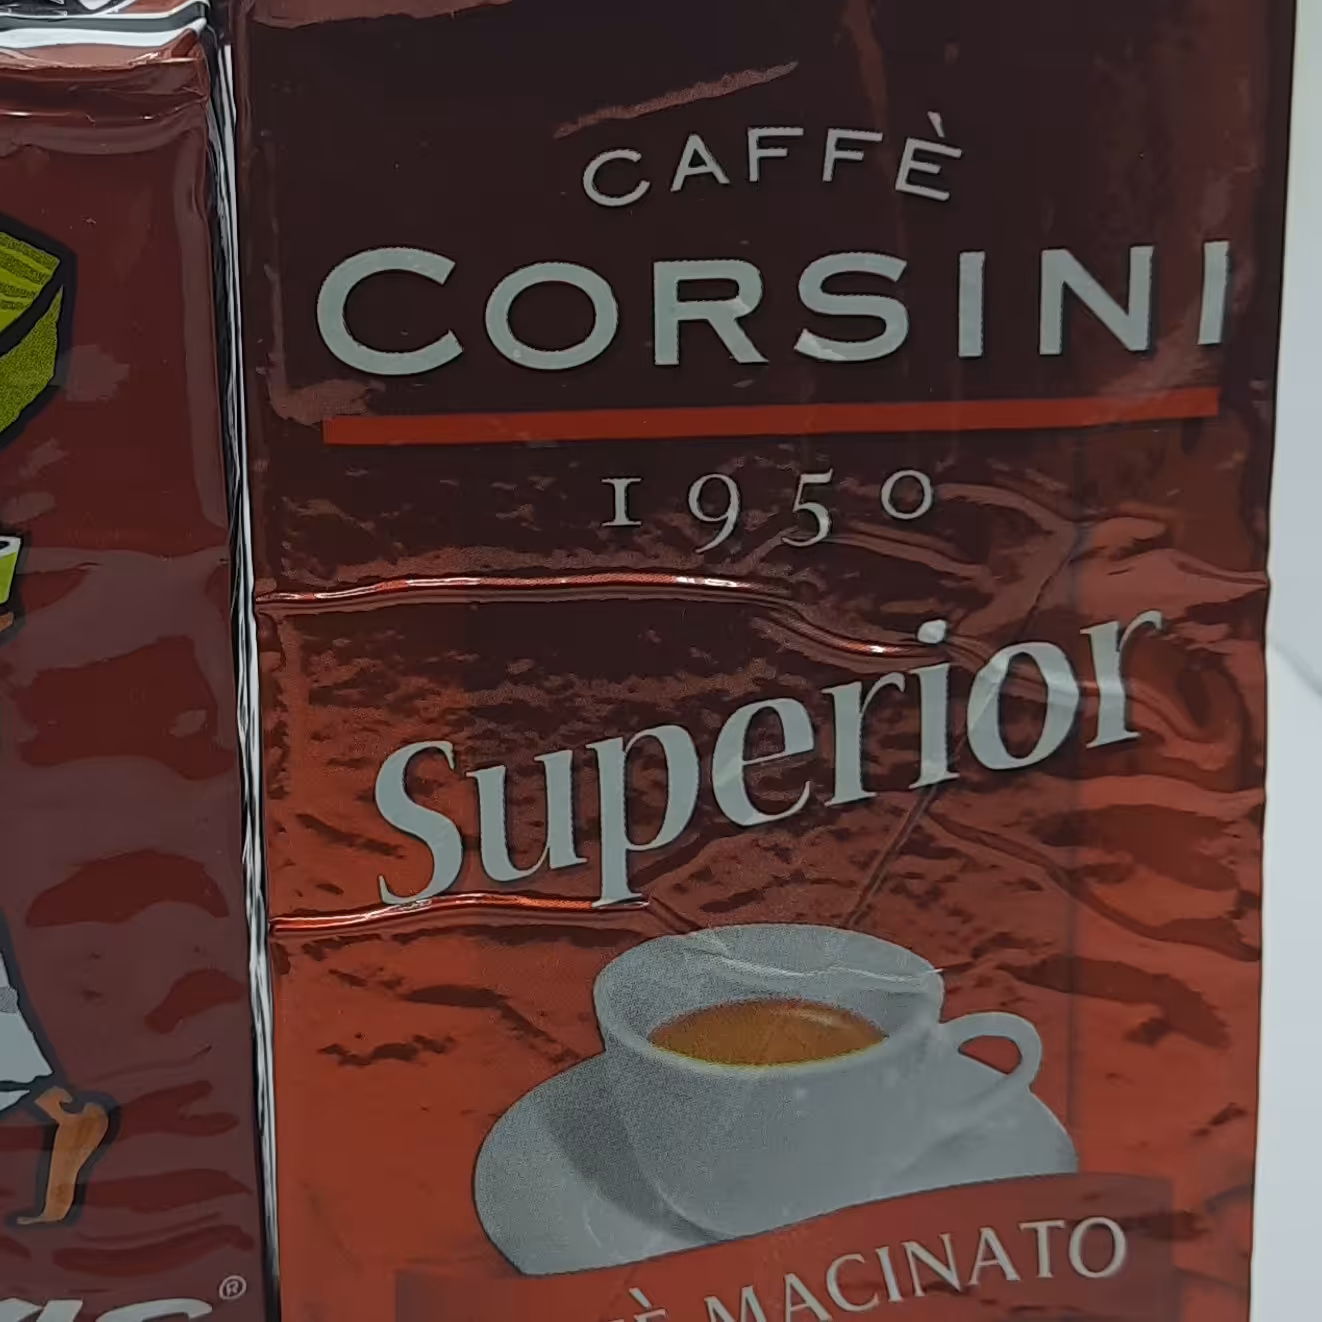 CAFFÈ
CORSINI
1950
Superior
MACINATO
®